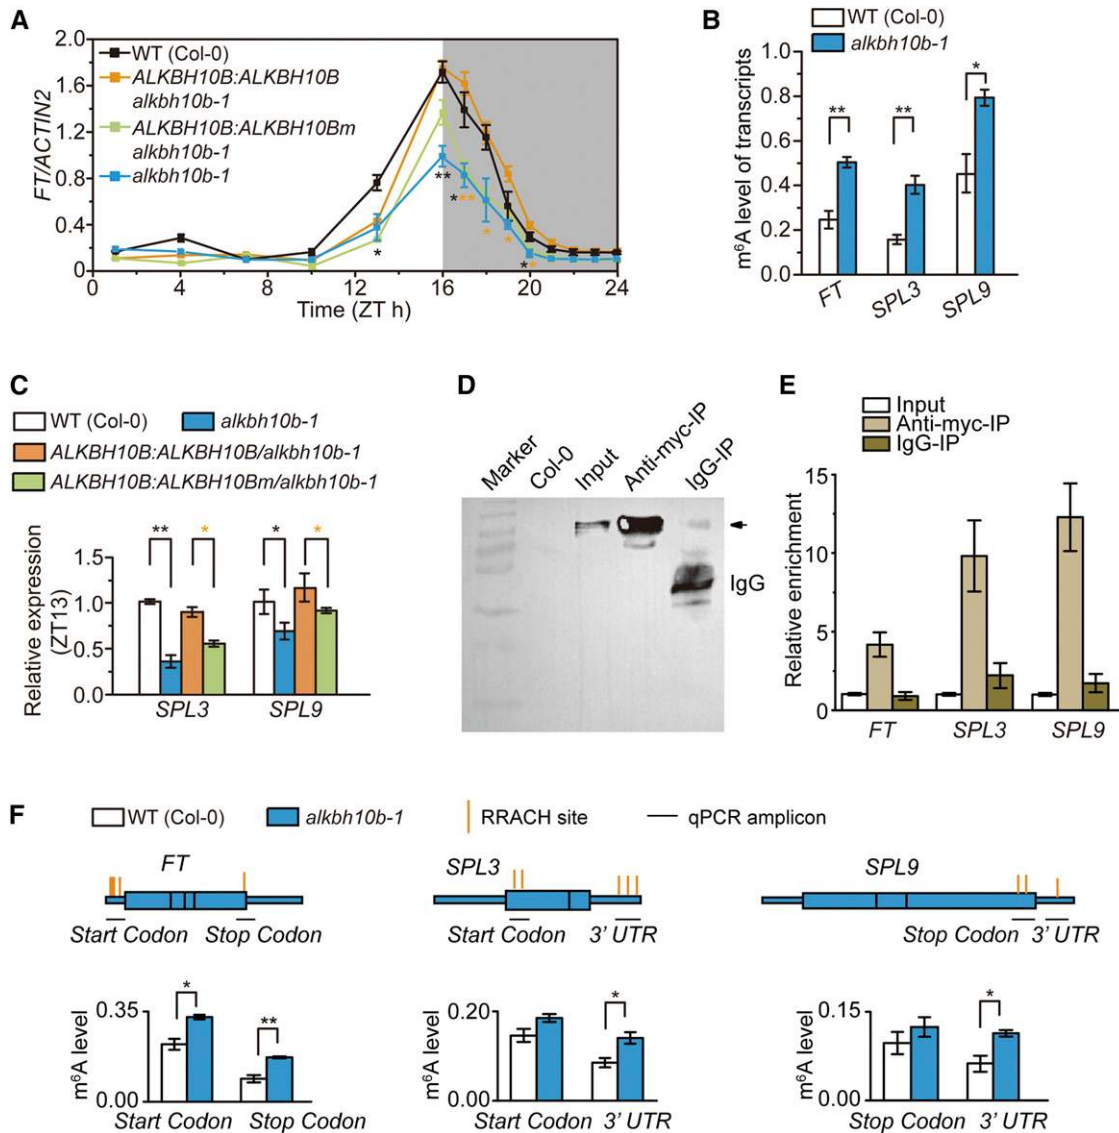 A
2.0
1.6
1.2
0.8
0.4
0
FT/ACTIN2
WT (Col-0)
ALKBH10B:ALKBH10B
alkbh10b-1
ALKBH10B:ALKBH10Bm
alkbh10b-1
alkbh10b-1
**
*
**
*
*
*
*
*
0 4 8 12 16 20 24
Time (ZT h)
B
WT (Col-0)
alkbh10b-1
1.0
0.8
0.6
0.4
0.2
0.0
m⁶A level of transcripts
** ** *
FT SPL3 SPL9
C
WT (Col-0) alkbh10b-1
ALKBH10B:ALKBH10B/alkbh10b-1
ALKBH10B:ALKBH10Bm/alkbh10b-1
Relative expression
(ZT13)
1.5
1.0
0.5
0.0
** * * *
SPL3 SPL9
D
Marker Col-0 Input Anti-myc-IP IgG-IP
IgG
E
Input
Anti-myc-IP
IgG-IP
Relative enrichment
15
10
5
0
FT SPL3 SPL9
F
WT (Col-0) alkbh10b-1 RRACH site qPCR amplicon
FT
Start Codon Stop Codon
SPL3
Start Codon 3' UTR
SPL9
Stop Codon 3' UTR
m⁶A level
0.35
0.00
* **
Start Codon Stop Codon
m⁶A level
0.20
0.00
*
Start Codon 3' UTR
m⁶A level
0.15
0.00
*
Stop Codon 3' UTR